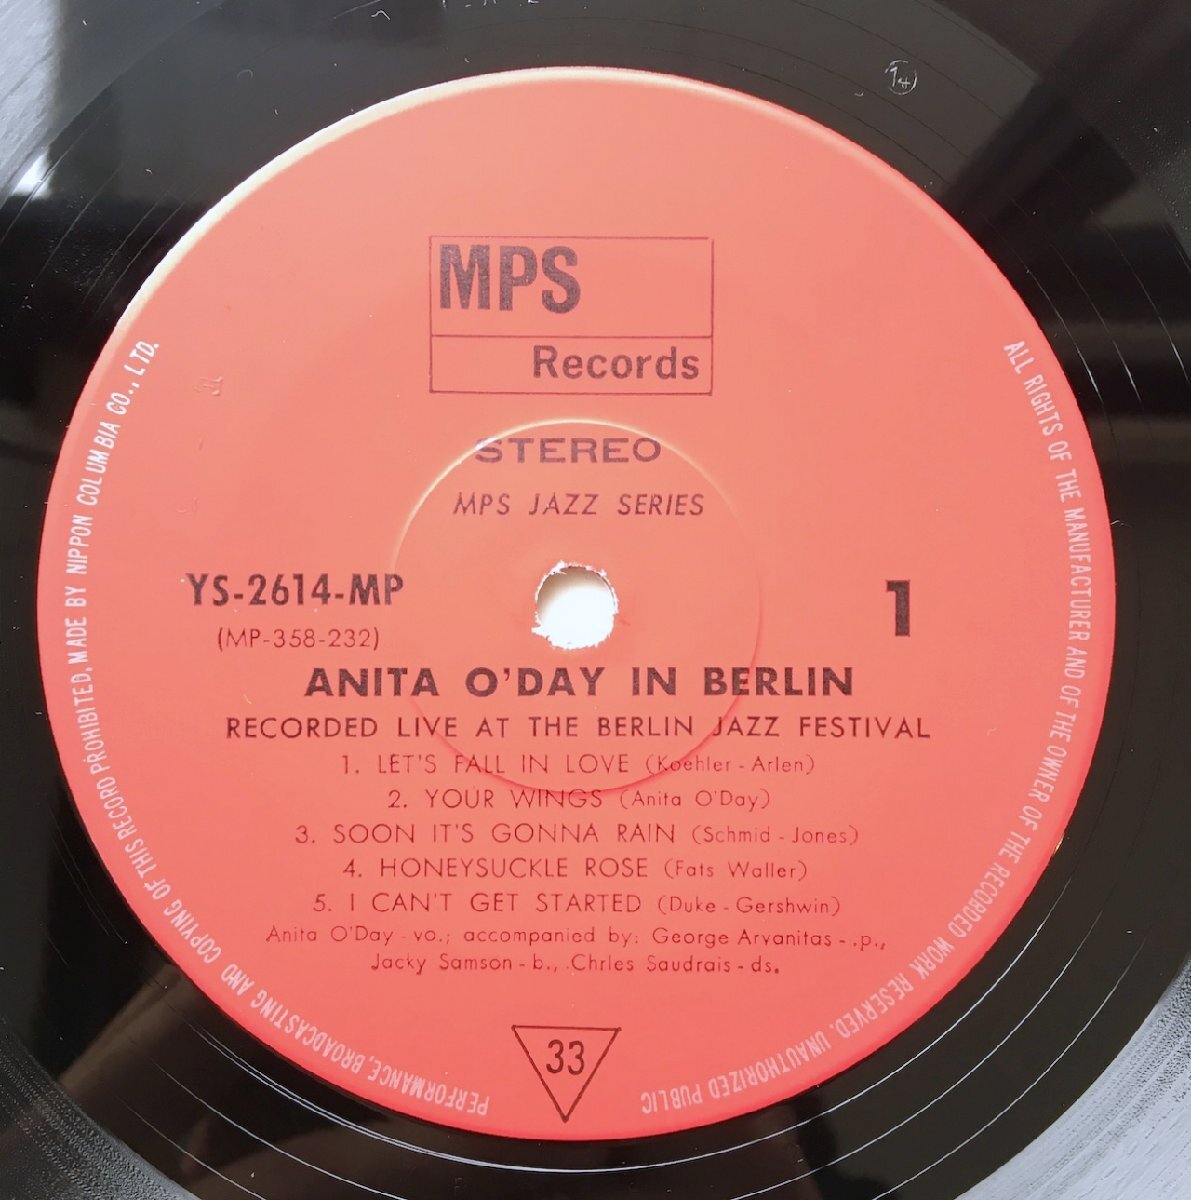 14
MPS
Records
STEREO
MPS JAZZ SERIES
YS-2614-MP
1
(MP-358-232)
ANITA O'DAY IN BERLIN
RECORDED LIVE AT THE BERLIN JAZZ FESTIVAL
1. LET'S FALL IN LOVE (Koehler - Arlen)
2. YOUR WINGS (Anita O'Day)
3. SOON IT'S GONNA RAIN (Schmid - Jones)
4. HONEYSUCKLE ROSE (Fats Waller)
5. I CAN'T GET STARTED (Duke - Gershwin)
Anita O'Day - vo.; accompanied by: George Arvanitas - .p.,
Jacky Samson - b., .Chrles Saudrais - ds.
33
ALL RIGHTS OF THE MANUFACTURER AND OF THE OWNER OF THE RECORDED WORK RESERVED. UNAUTHORIZED PUBLIC PERFORMANCE, BROADCASTING AND COPYING OF THIS RECORD PROHIBITED, MADE BY NIPPON COLUMBIA CO., LTD.